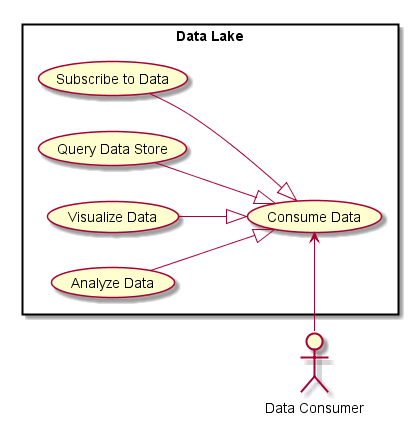 Data Lake
Subscribe to Data
Query Data Store
Visualize Data
Consume Data
Analyze Data
Data Consumer